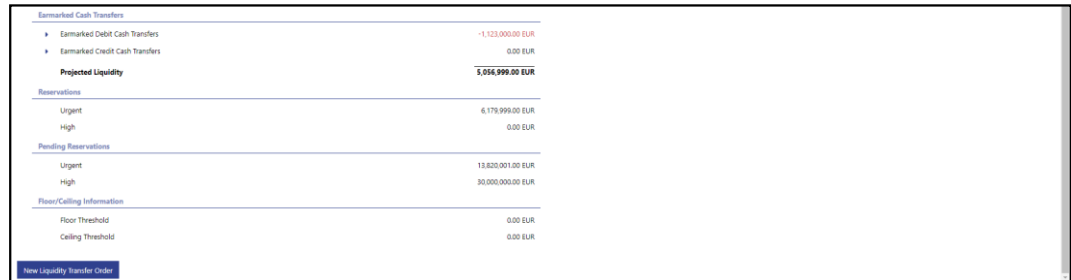 Earmarked Cash Transfers
Earmarked Debit Cash Transfers -1,123,000.00 EUR
Earmarked Credit Cash Transfers 0.00 EUR
Projected Liquidity 5,056,999.00 EUR
Reservations
Urgent 6,179,999.00 EUR
High 0.00 EUR
Pending Reservations
Urgent 13,820,001.00 EUR
High 30,000,000.00 EUR
Floor/Ceiling Information
Floor Threshold 0.00 EUR
Ceiling Threshold 0.00 EUR
New Liquidity Transfer Order